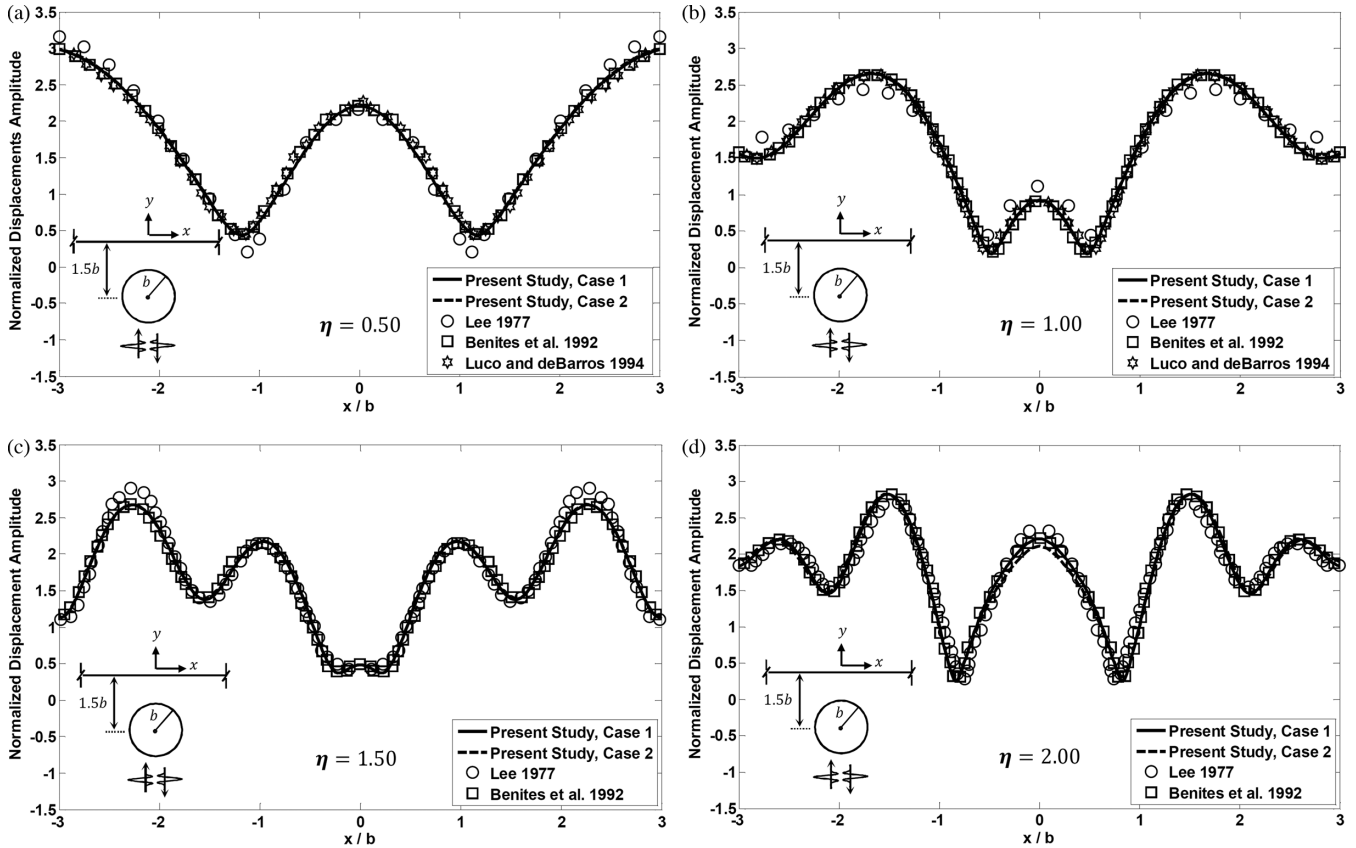 (a)
Normalized Displacements Amplitude
3.5
3
2.5
2
1.5
1
0.5
0
-0.5
-1
-1.5
y
x
1.5b
b
η = 0.50
Present Study, Case 1
Present Study, Case 2
Lee 1977
Benites et al. 1992
Luco and deBarros 1994
-3 -2 -1 0 1 2 3
x / b
(b)
Normalized Displacement Amplitude
3.5
3
2.5
2
1.5
1
0.5
0
-0.5
-1
-1.5
y
x
1.5b
b
η = 1.00
Present Study, Case 1
Present Study, Case 2
Lee 1977
Benites et al. 1992
Luco and deBarros 1994
-3 -2 -1 0 1 2 3
x / b
(c)
Normalized Displacement Amplitude
3.5
3
2.5
2
1.5
1
0.5
0
-0.5
-1
-1.5
y
x
1.5b
b
η = 1.50
Present Study, Case 1
Present Study, Case 2
Lee 1977
Benites et al. 1992
-3 -2 -1 0 1 2 3
x / b
(d)
Normalized Displacement Amplitude
3.5
3
2.5
2
1.5
1
0.5
0
-0.5
-1
-1.5
y
x
1.5b
b
η = 2.00
Present Study, Case 1
Present Study, Case 2
Lee 1977
Benites et al. 1992
-3 -2 -1 0 1 2 3
x / b